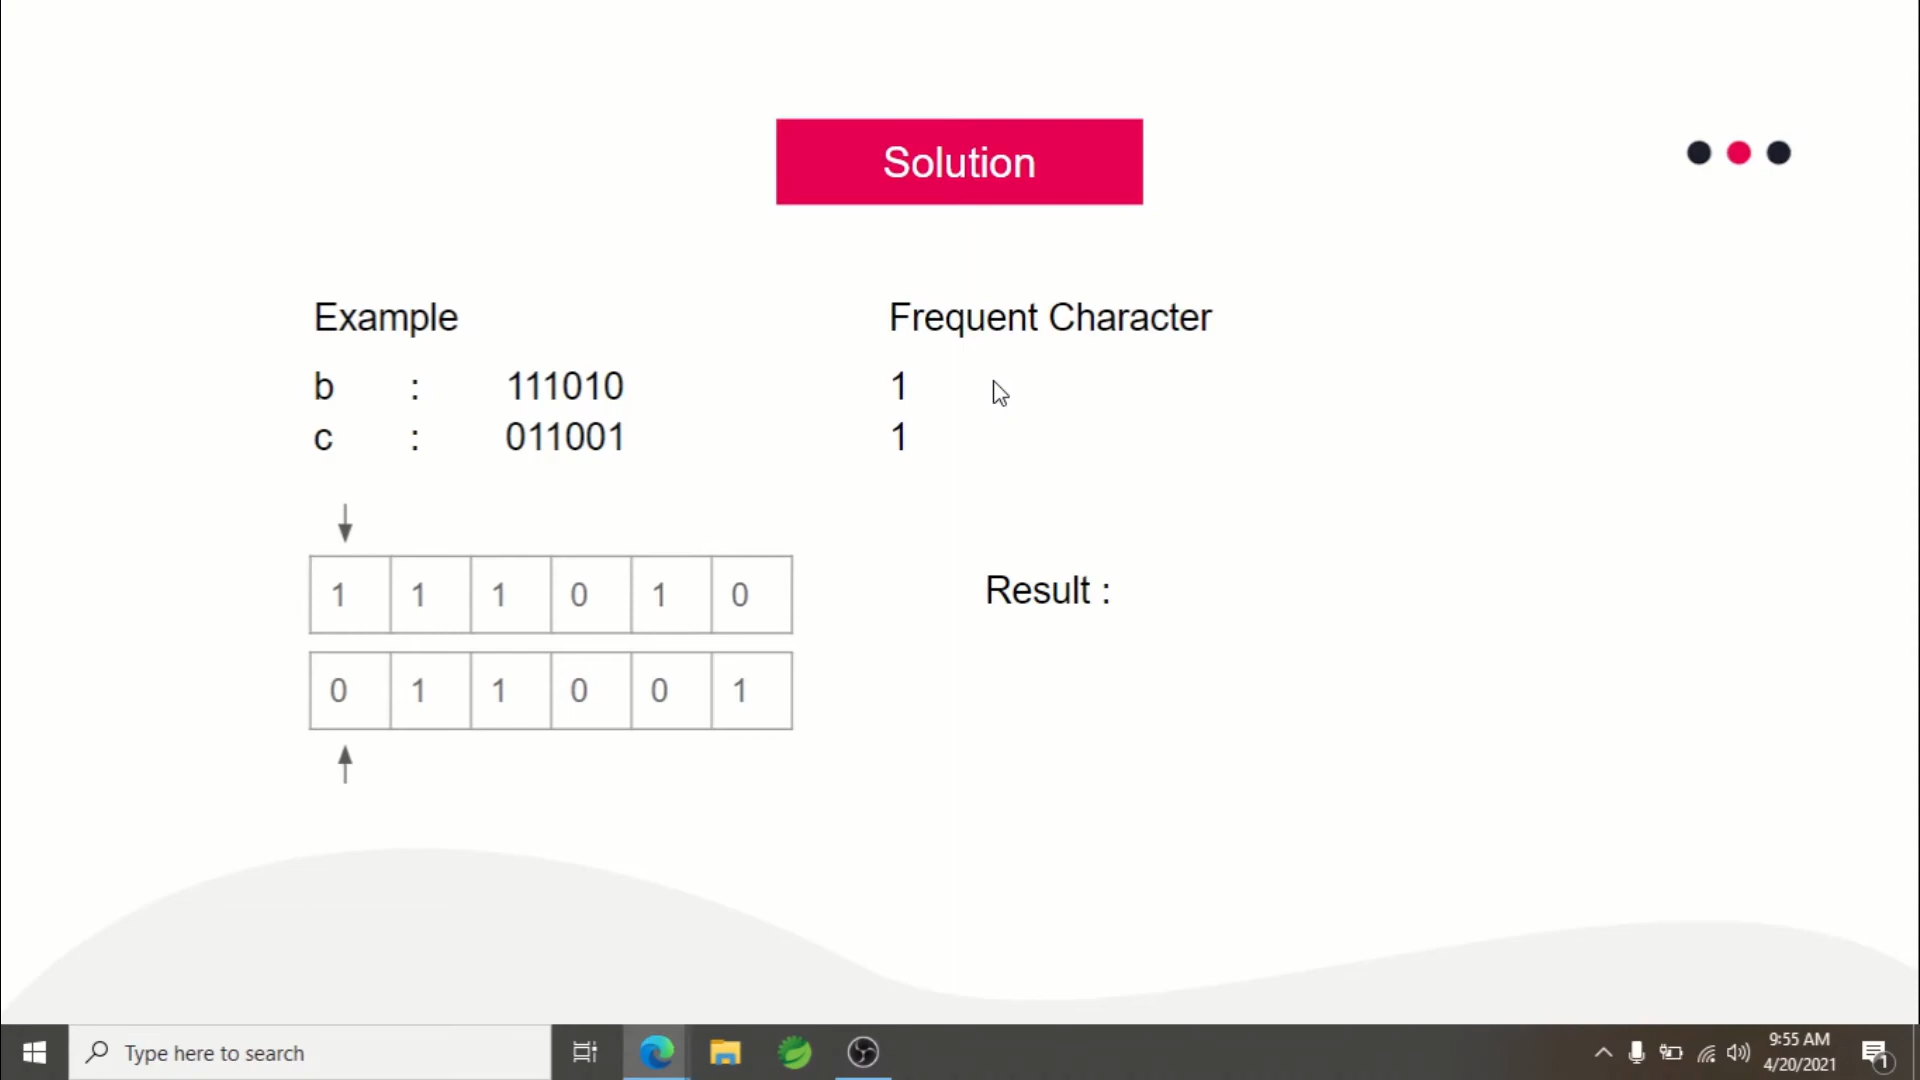 Solution
Example Frequent Character
b : 111010 1
c : 011001 1
1 1 1 0 1 0
Result :
0 1 1 0 0 1
Type here to search
9:55 AM
4/20/2021
1